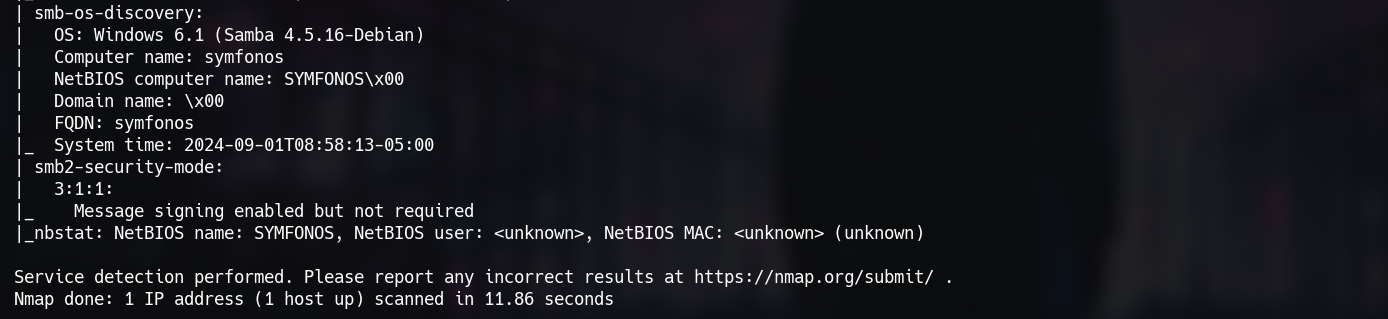 | smb-os-discovery:
|   OS: Windows 6.1 (Samba 4.5.16-Debian)
|   Computer name: symfonos
|   NetBIOS computer name: SYMFONOS\x00
|   Domain name: \x00
|   FQDN: symfonos
|_  System time: 2024-09-01T08:58:13-05:00
| smb2-security-mode:
|   3:1:1:
|_    Message signing enabled but not required
|_nbstat: NetBIOS name: SYMFONOS, NetBIOS user: <unknown>, NetBIOS MAC: <unknown> (unknown)

Service detection performed. Please report any incorrect results at https://nmap.org/submit/ .
Nmap done: 1 IP address (1 host up) scanned in 11.86 seconds